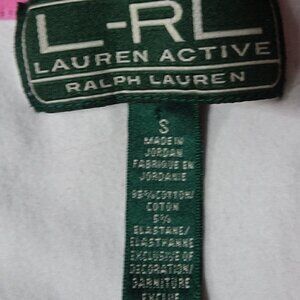 L-RL
LAUREN ACTIVE
RALPH LAUREN
S
MADE IN
JORDAN
FABRIQUE EN
JORDANIE
95% COTTON/
COTON
5%
ELASTANE/
ELASTHANNE
EXCLUSIVE OF
DECORATION/
GARNITURE
EXCLUE